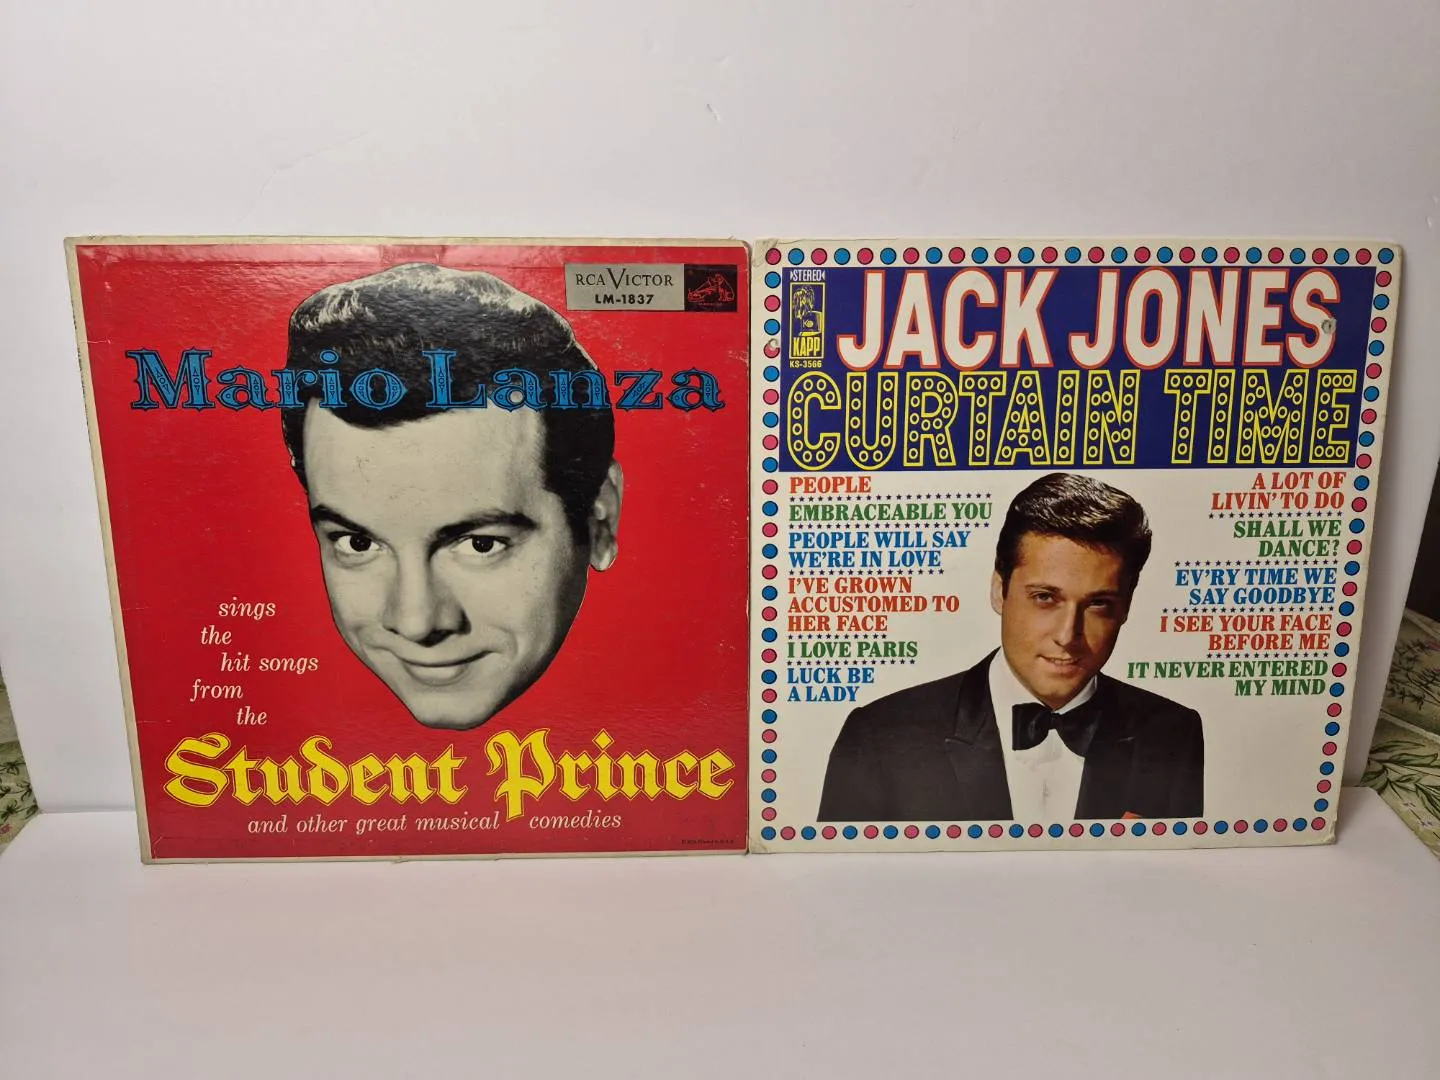 RCA VICTOR
LM-1837
Mario Lanza
sings
the
hit songs
from
the
Student Prince
and other great musical comedies
STEREO
KAPP
KS-3566
JACK JONES
CURTAIN TIME
PEOPLE
EMBRACEABLE YOU
PEOPLE WILL SAY
WE'RE IN LOVE
I'VE GROWN
ACCUSTOMED TO
HER FACE
I LOVE PARIS
LUCK BE
A LADY
A LOT OF
LIVIN' TO DO
SHALL WE
DANCE?
EV'RY TIME WE
SAY GOODBYE
I SEE YOUR FACE
BEFORE ME
IT NEVER ENTERED
MY MIND